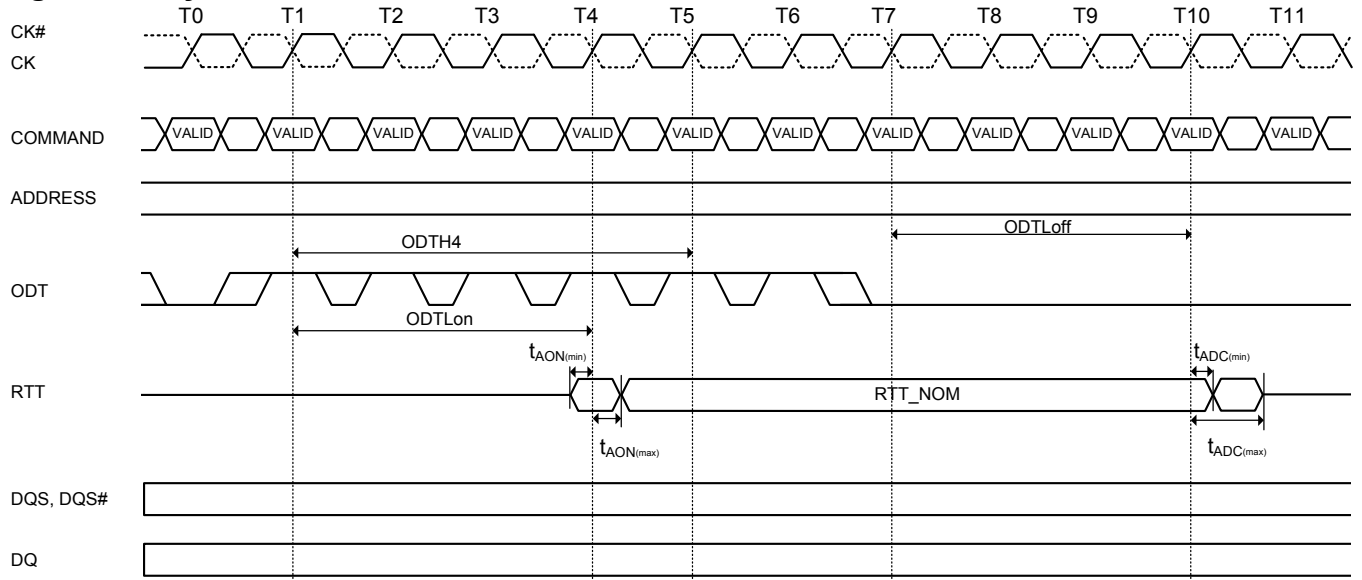 T0 T1 T2 T3 T4 T5 T6 T7 T8 T9 T10 T11
CK#
CK
COMMAND VALID VALID VALID VALID VALID VALID VALID VALID VALID VALID VALID VALID
ADDRESS
ODTLoff
ODTH4
ODT
ODTLon
tAON(min) tADC(min)
RTT RTT_NOM
tAON(max) tADC(max)
DQS, DQS#
DQ